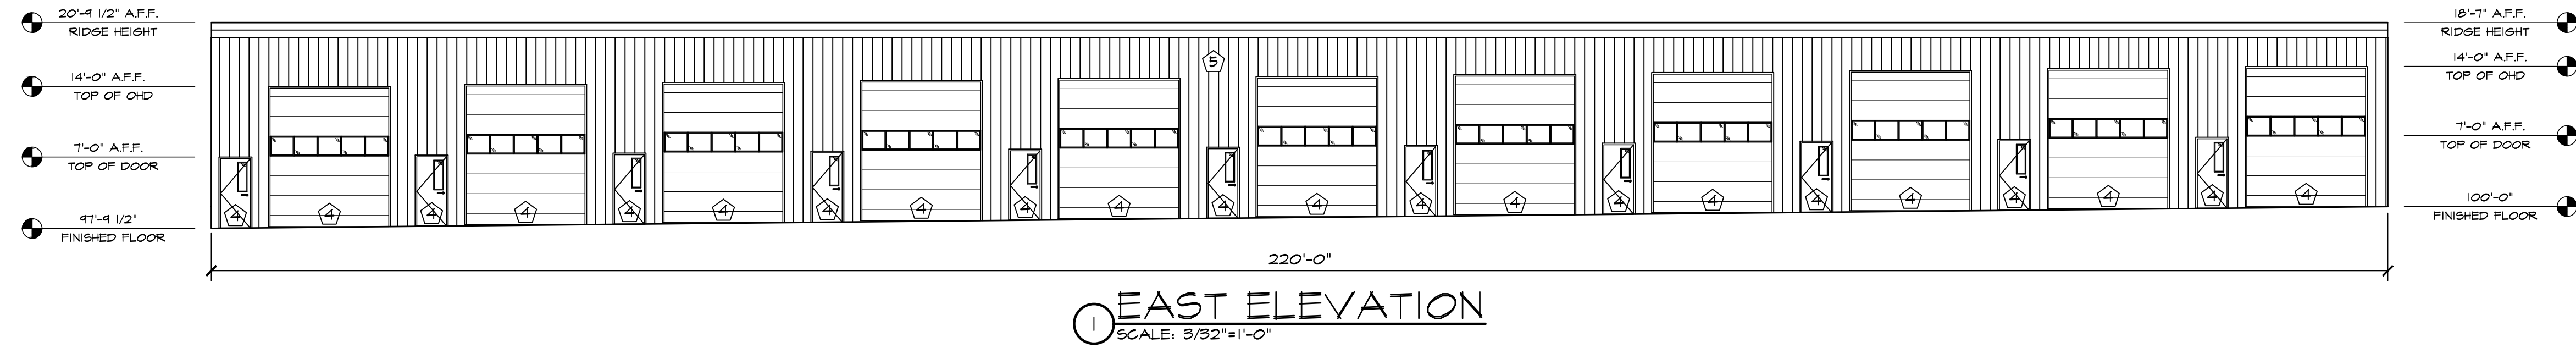 20'-9 1/2" A.F.F.
RIDGE HEIGHT
14'-0" A.F.F.
TOP OF OHD
7'-0" A.F.F.
TOP OF DOOR
97'-9 1/2"
FINISHED FLOOR
5
4 4 4 4 4 4 4 4 4 4 4 4 4 4 4 4 4 4 4 4 4 4
18'-7" A.F.F.
RIDGE HEIGHT
14'-0" A.F.F.
TOP OF OHD
7'-0" A.F.F.
TOP OF DOOR
100'-0"
FINISHED FLOOR
220'-0"
1 EAST ELEVATION
SCALE: 3/32"=1'-0"